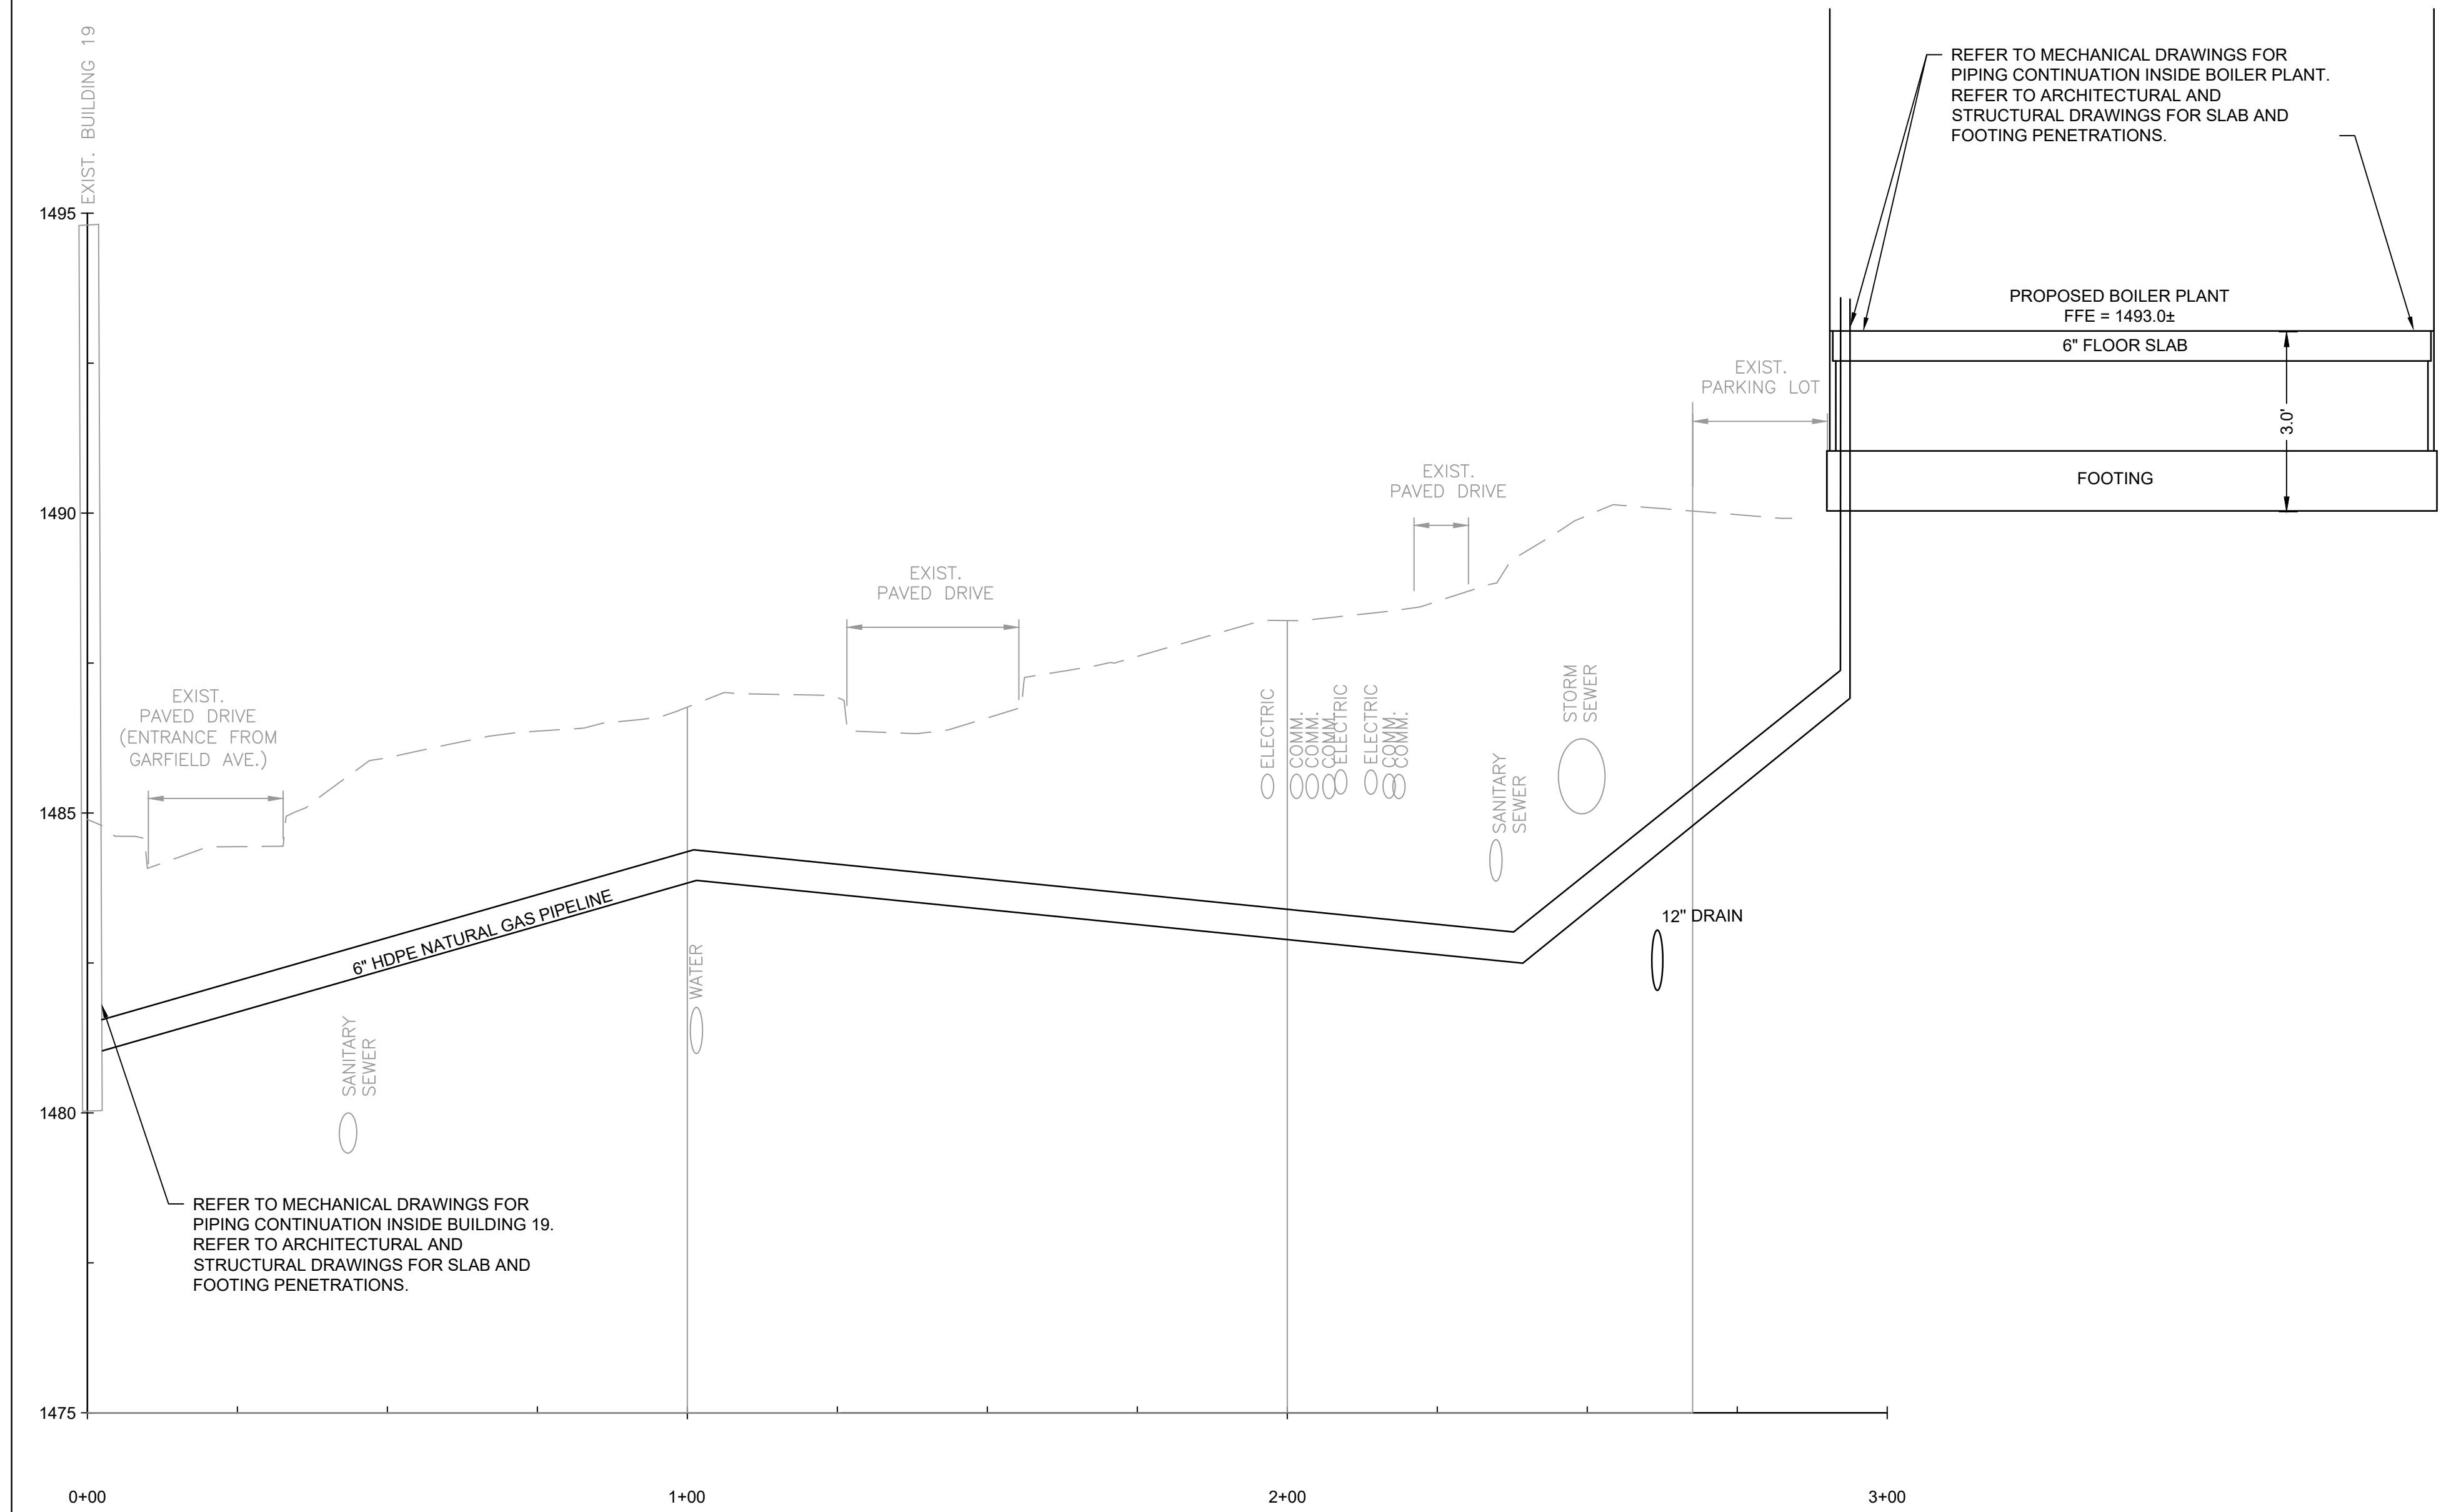 EXIST. BUILDING 19
REFER TO MECHANICAL DRAWINGS FOR
PIPING CONTINUATION INSIDE BOILER PLANT.
REFER TO ARCHITECTURAL AND
STRUCTURAL DRAWINGS FOR SLAB AND
FOOTING PENETRATIONS.
1495
PROPOSED BOILER PLANT
FFE = 1493.0±
6" FLOOR SLAB
EXIST.
PARKING LOT
3.0'
FOOTING
EXIST.
PAVED DRIVE
1490
EXIST.
PAVED DRIVE
EXIST.
PAVED DRIVE
(ENTRANCE FROM
GARFIELD AVE.)
ELECTRIC
COMM.
COMM.
COMM.
ELECTRIC
ELECTRIC
COMM.
COMM.
STORM
SEWER
SANITARY
SEWER
1485
6" HDPE NATURAL GAS PIPELINE
12" DRAIN
WATER
SANITARY
SEWER
1480
REFER TO MECHANICAL DRAWINGS FOR
PIPING CONTINUATION INSIDE BUILDING 19.
REFER TO ARCHITECTURAL AND
STRUCTURAL DRAWINGS FOR SLAB AND
FOOTING PENETRATIONS.
1475
0+00
1+00
2+00
3+00